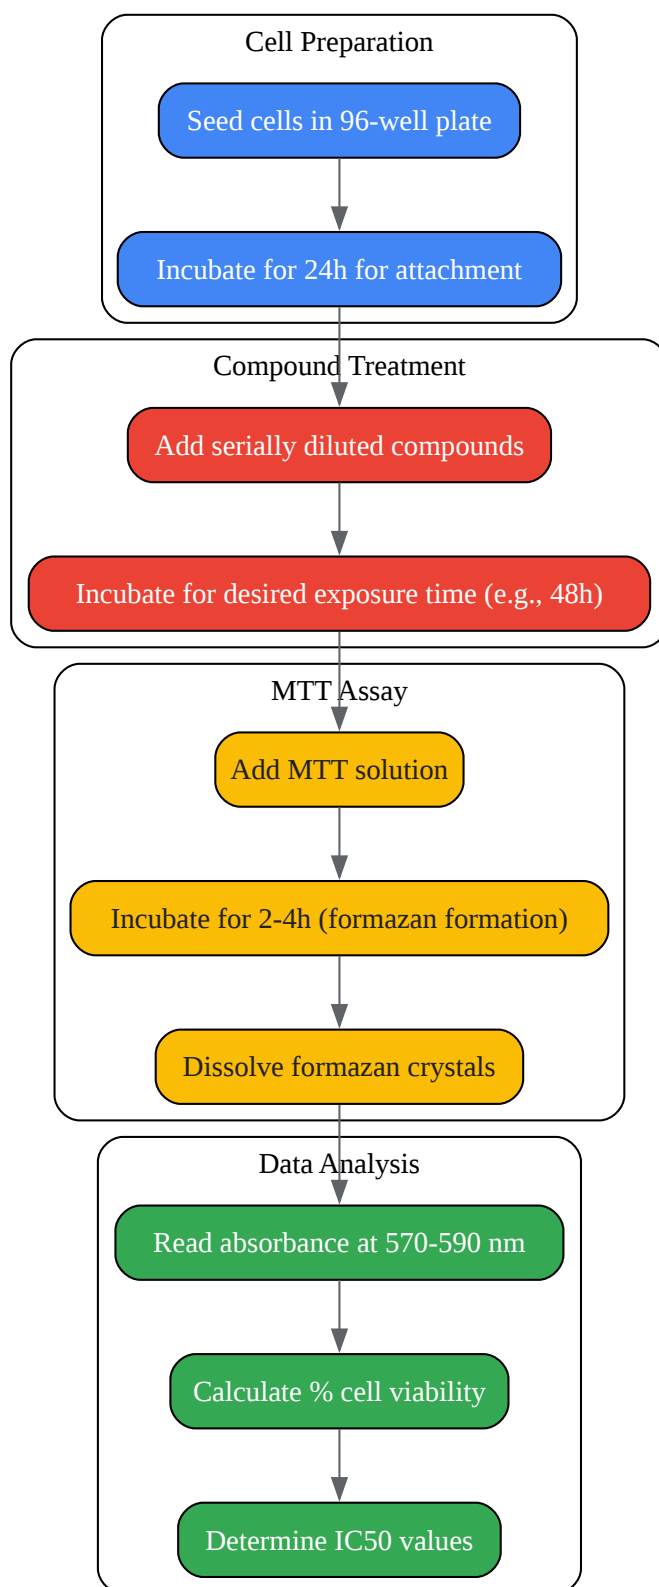 Cell Preparation
Seed cells in 96-well plate
Incubate for 24h for attachment
Compound Treatment
Add serially diluted compounds
Incubate for desired exposure time (e.g., 48h)
MTT Assay
Add MTT solution
Incubate for 2-4h (formazan formation)
Dissolve formazan crystals
Data Analysis
Read absorbance at 570-590 nm
Calculate % cell viability
Determine IC50 values